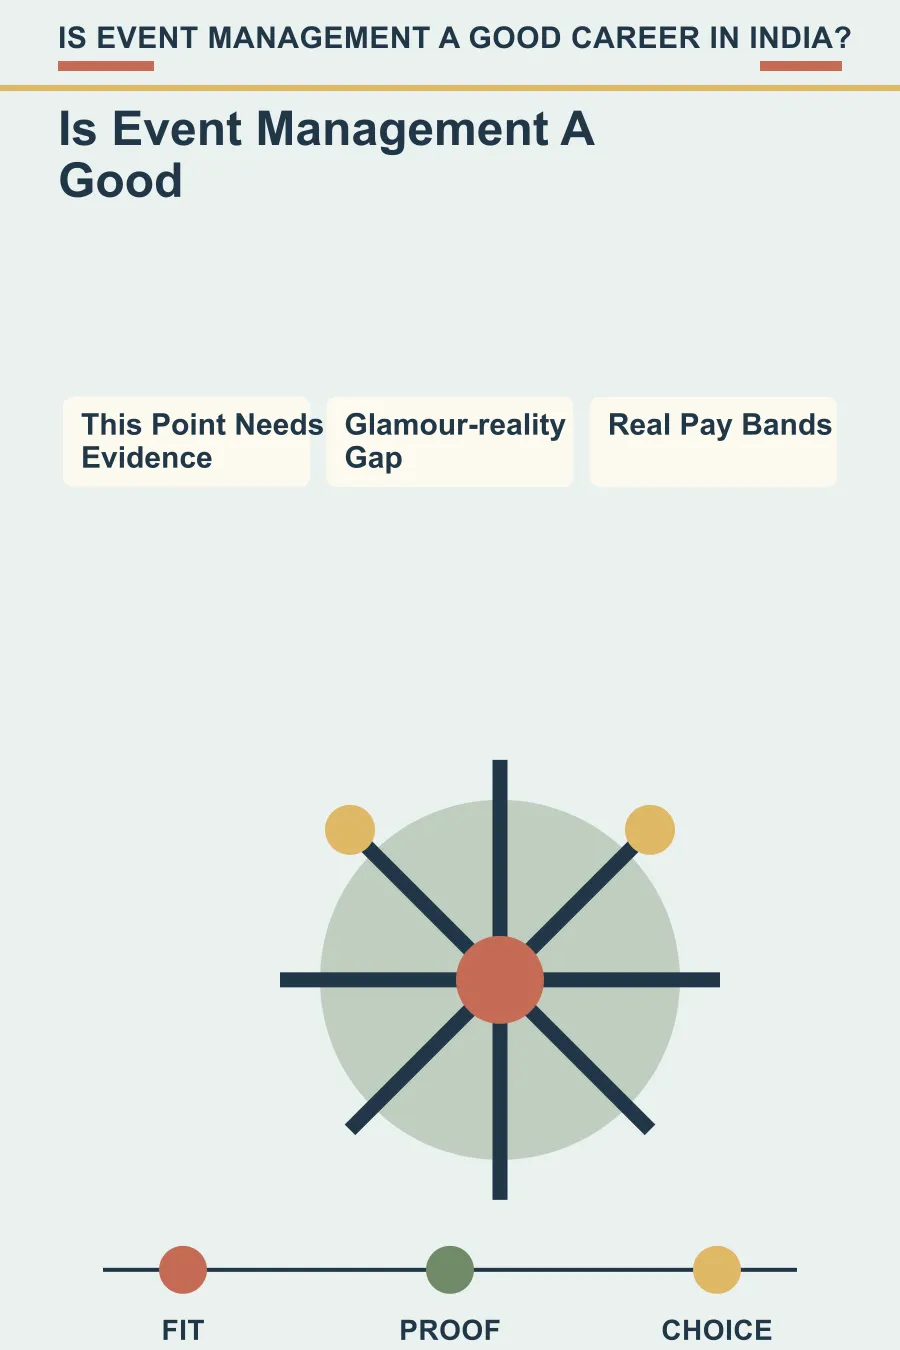 IS EVENT MANAGEMENT A GOOD CAREER IN INDIA?
Is Event Management A
Good
This Point Needs
Evidence
Glamour-reality
Gap
Real Pay Bands
FIT
PROOF
CHOICE